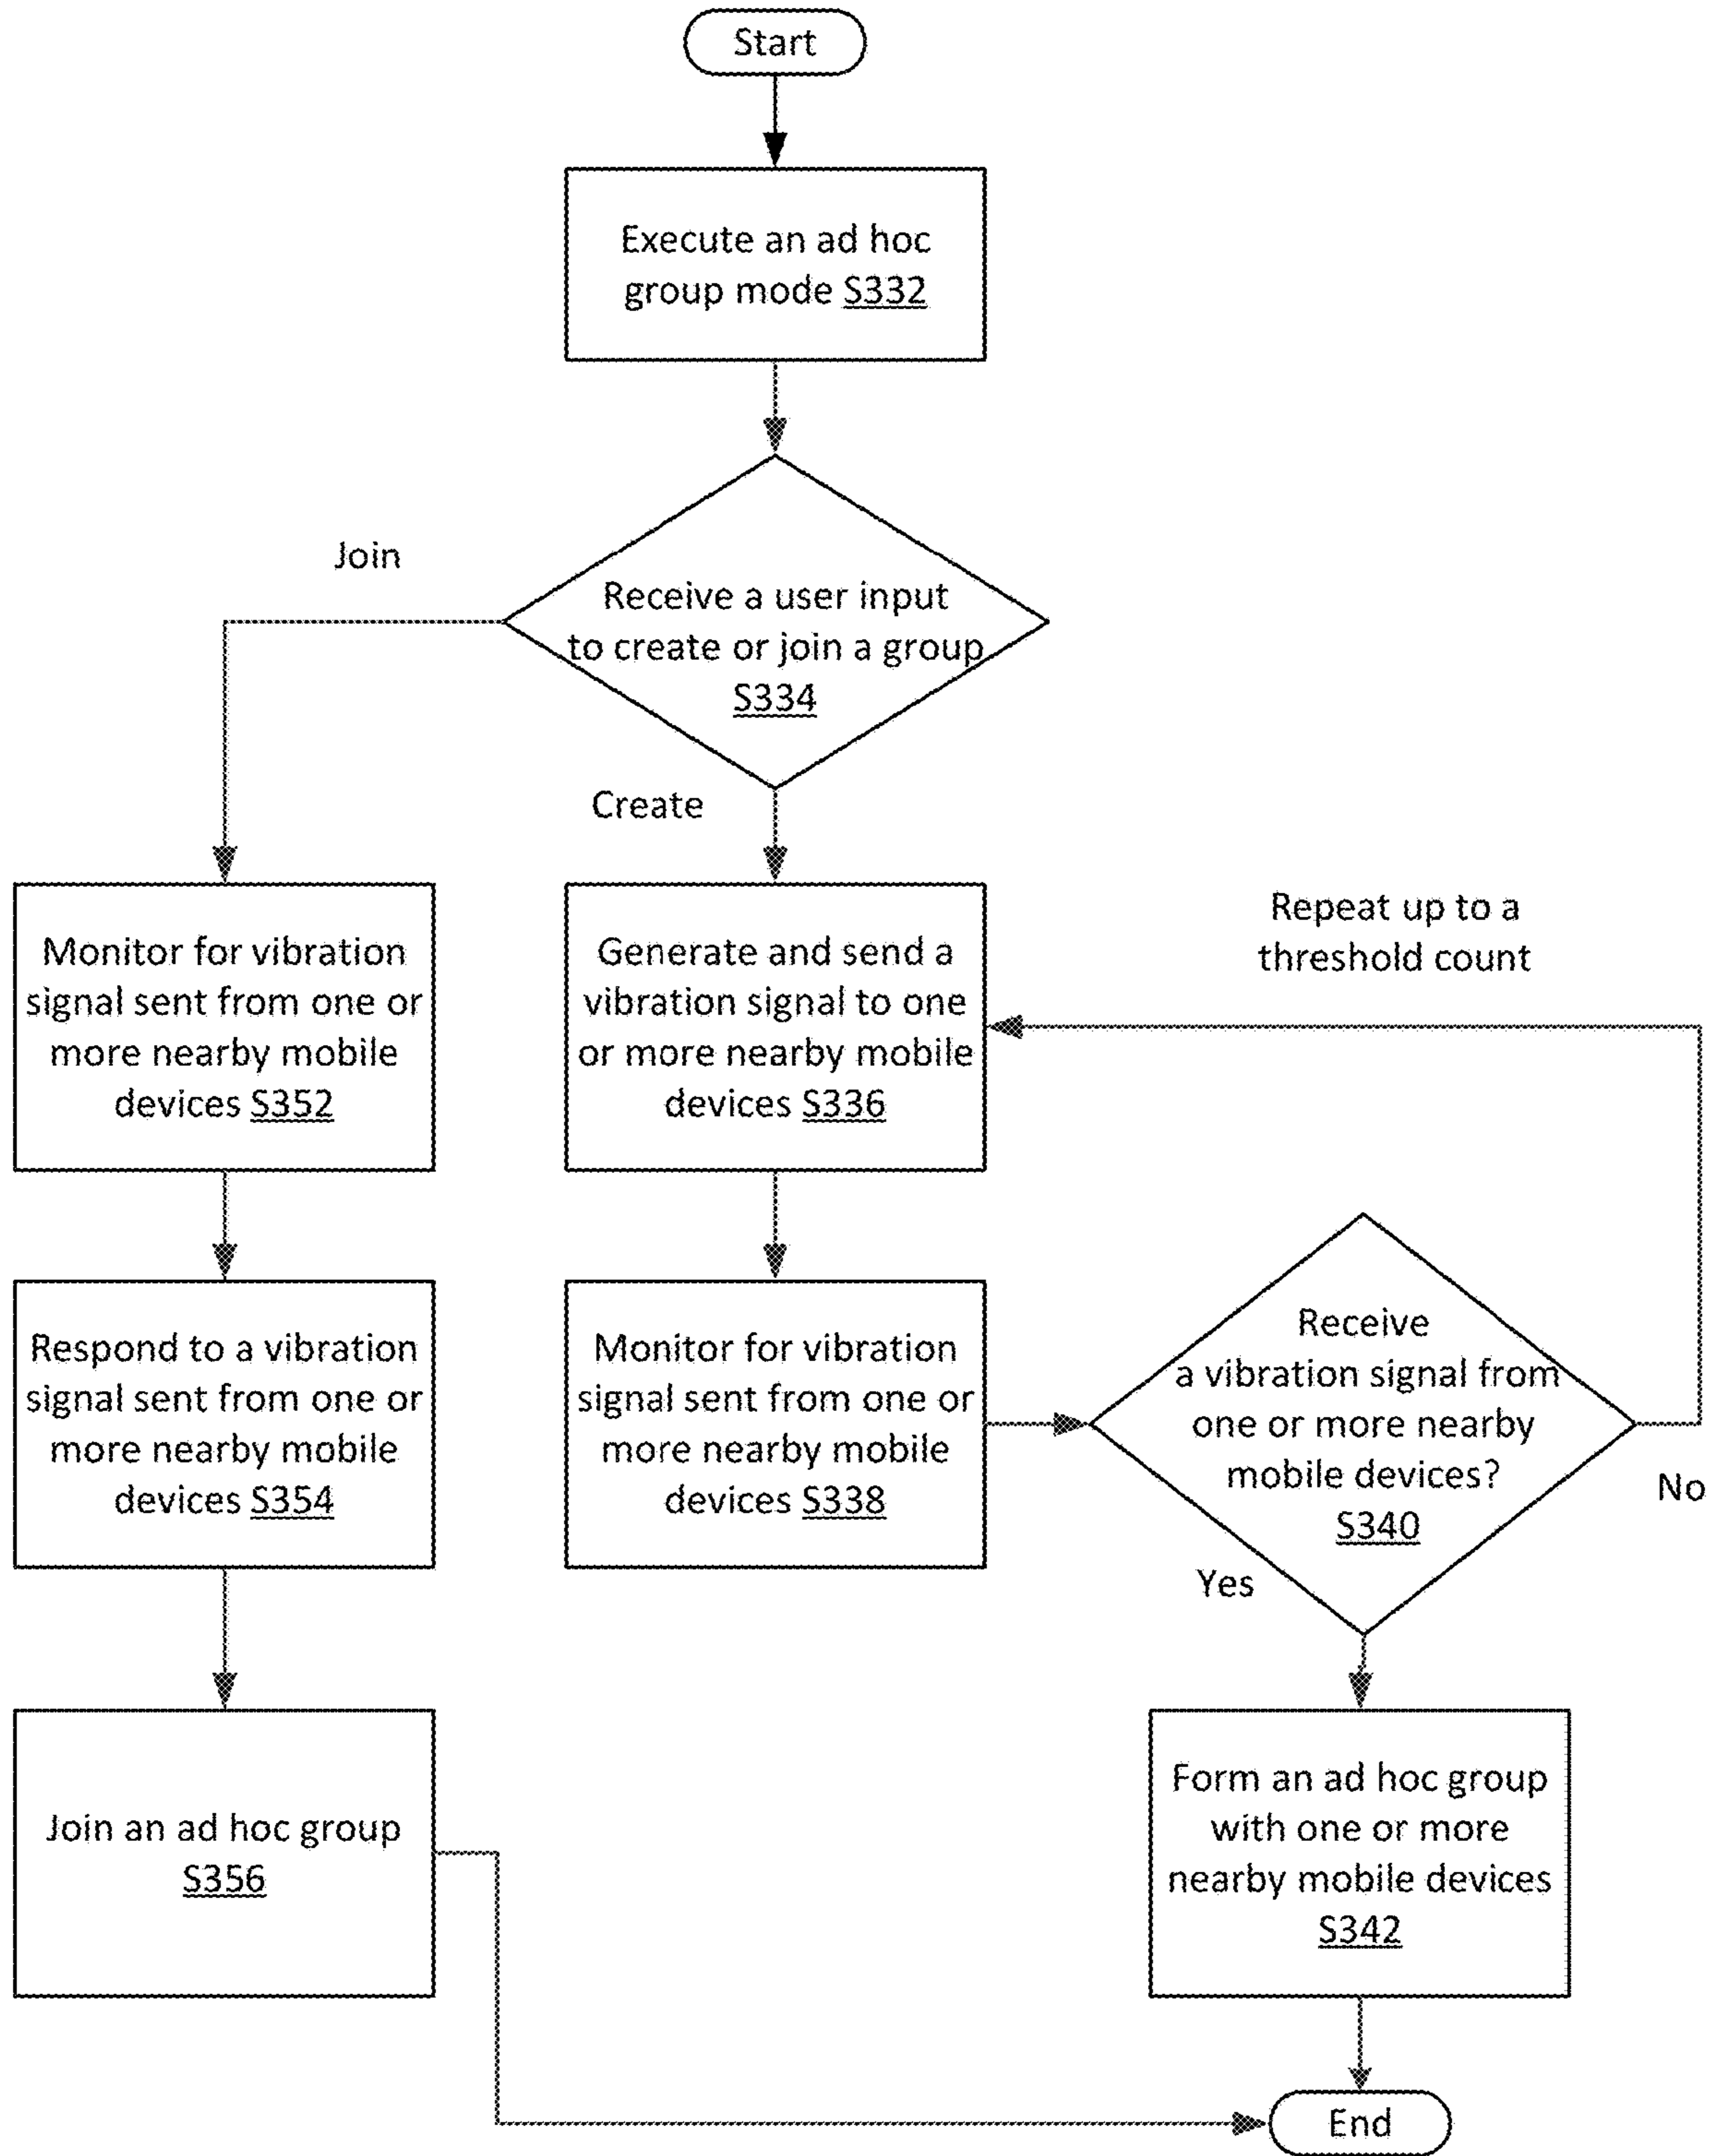 Start
Execute an ad hoc
group mode S332
Join
Receive a user input
to create or join a group
S334
Create
Monitor for vibration
signal sent from one or
more nearby mobile
devices S352
Generate and send a
vibration signal to one
or more nearby mobile
devices S336
Repeat up to a
threshold count
Respond to a vibration
signal sent from one or
more nearby mobile
devices S354
Monitor for vibration
signal sent from one or
more nearby mobile
devices S338
Receive
a vibration signal from
one or more nearby
mobile devices?
S340
No
Yes
Join an ad hoc group
S356
Form an ad hoc group
with one or more
nearby mobile devices
S342
End